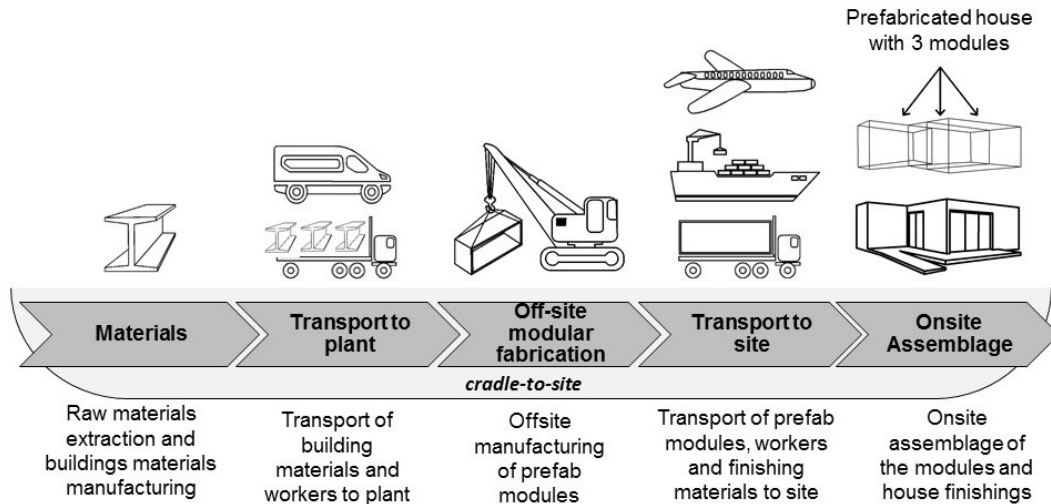 Prefabricated house
with 3 modules
Materials
Transport to
plant
Off-site
modular
fabrication
Transport to
site
Onsite
Assemblage
cradle-to-site
Raw materials
extraction and
buildings materials
manufacturing
Transport of
building
materials and
workers to plant
Offsite
manufacturing
of prefab
modules
Transport of prefab
modules, workers
and finishing
materials to site
Onsite
assemblage of
the modules and
house finishings